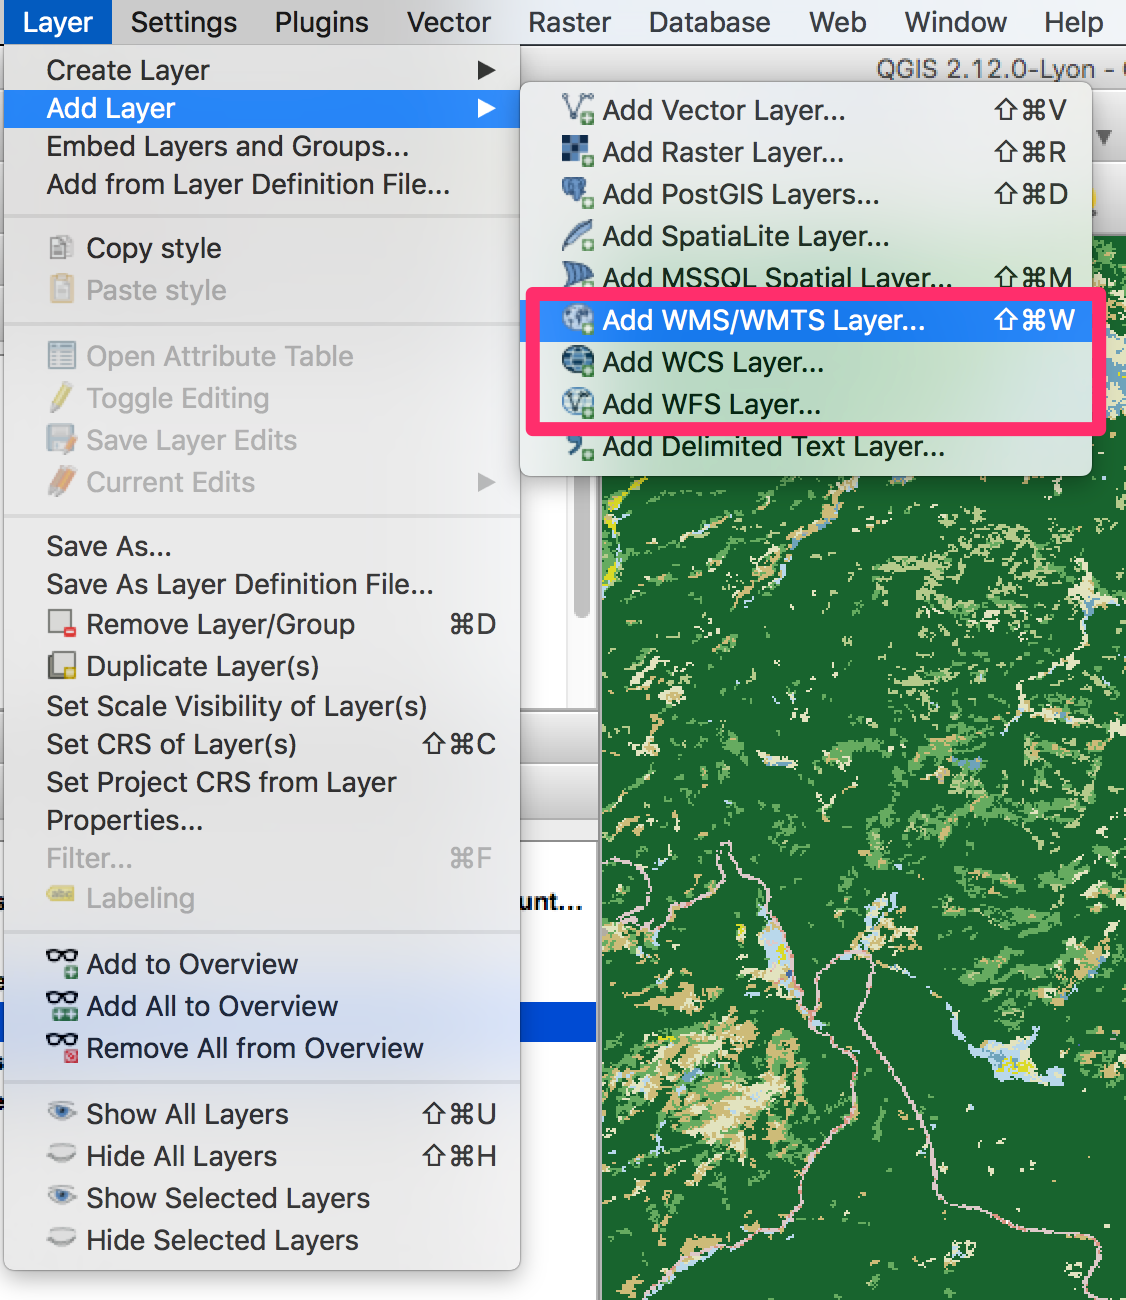 Layer Settings Plugins Vector Raster Database Web Window Help
QGIS 2.12.0-Lyon -
Create Layer ▶
Add Layer ▶
Embed Layers and Groups...
Add from Layer Definition File...
Copy style
Paste style
Open Attribute Table
Toggle Editing
Save Layer Edits
Current Edits ▶
Save As...
Save As Layer Definition File...
Remove Layer/Group ⌘D
Duplicate Layer(s)
Set Scale Visibility of Layer(s)
Set CRS of Layer(s) ⇧⌘C
Set Project CRS from Layer
Properties...
Filter... ⌘F
abc Labeling
Add to Overview
Add All to Overview
Remove All from Overview
Show All Layers ⇧⌘U
Hide All Layers ⇧⌘H
Show Selected Layers
Hide Selected Layers
Add Vector Layer... ⇧⌘V
Add Raster Layer... ⇧⌘R
Add PostGIS Layers... ⇧⌘D
Add SpatiaLite Layer...
Add MSSQL Spatial Layer... ⇧⌘M
Add WMS/WMTS Layer... ⇧⌘W
Add WCS Layer...
Add WFS Layer...
Add Delimited Text Layer...
unt...